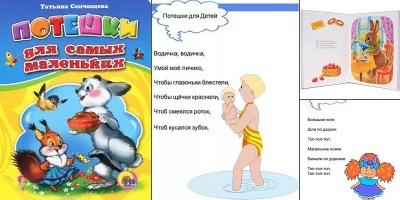 Татьяна Сенчищева
ПОТЕШКИ
для самых
маленьких
Потешки для Детей
Водичка, водичка,
Умой моё личико,
Чтобы глазоньки блестели,
Чтобы щёчки краснели,
Чтоб смеялся роток,
Чтоб кусался зубок.
Большие ноги
Шли по дороге:
Топ-топ-топ.
Маленькие ножки
Бежали по дорожке:
Топ-топ-топ,
Топ-топ-топ.